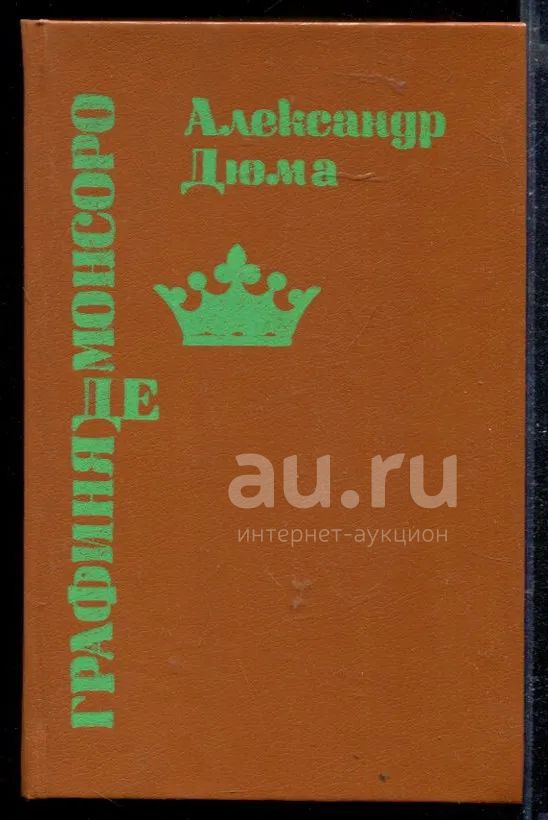 Александр
Дюма
ГРАФИНЯ ДЕ МОНСОРО
au.ru
интернет-аукцион